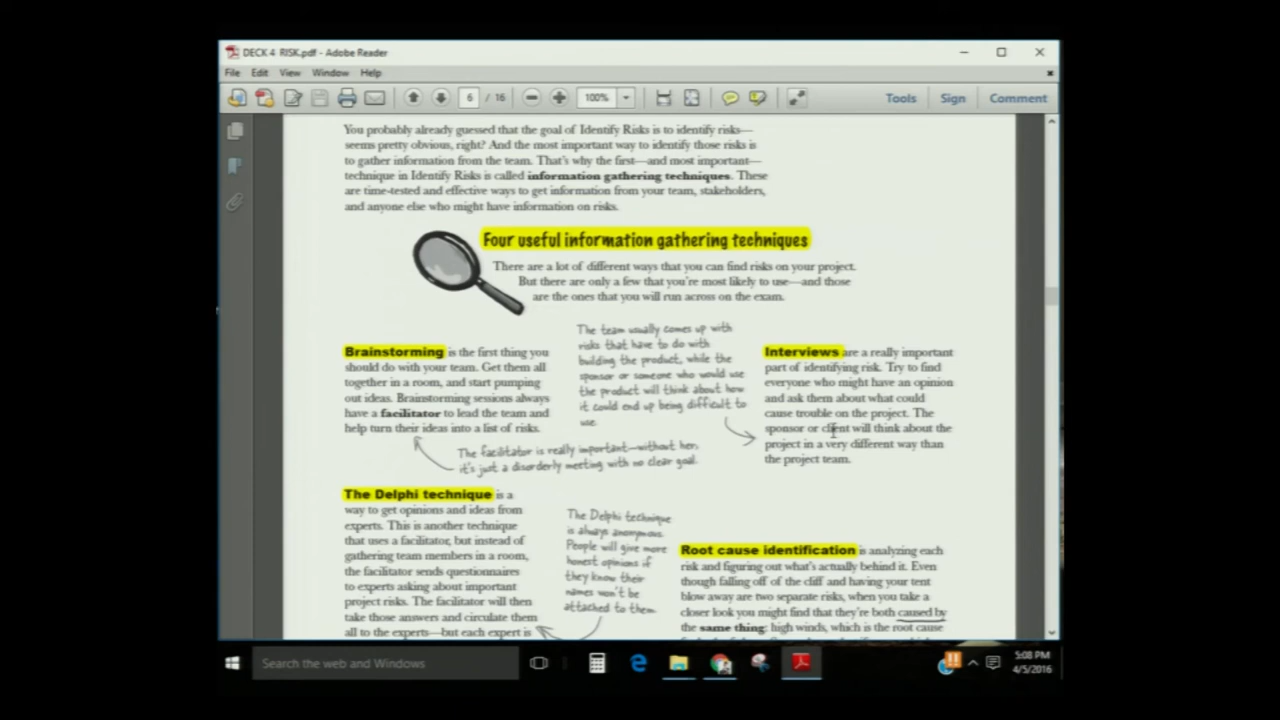 DECK 4 RISK.pdf - Adobe Reader
File Edit View Window Help
6 / 16 100% Tools Sign Comment
You probably already guessed that the goal of Identify Risks is to identify risks—
seems pretty obvious, right? And the most important way to identify those risks is
to gather information from the team. That's why the first—and most important—
technique in Identify Risks is called information gathering techniques. These
are time-tested and effective ways to get information from your team, stakeholders,
and anyone else who might have information on risks.
Four useful information gathering techniques
There are a lot of different ways that you can find risks on your project.
But there are only a few that you're most likely to use—and those
are the ones that you will run across on the exam.
Brainstorming is the first thing you
should do with your team. Get them all
together in a room, and start pumping
out ideas. Brainstorming sessions always
have a facilitator to lead the team and
help turn their ideas into a list of risks.
The team usually comes up with
risks that have to do with
building the product, while the
sponsor or someone who would use
the product will think about how
it could end up being difficult to
use.
Interviews are a really important
part of identifying risk. Try to find
everyone who might have an opinion
and ask them about what could
cause trouble on the project. The
sponsor or client will think about the
project in a very different way than
the project team.
The facilitator is really important—without her,
it's just a disorderly meeting with no clear goal.
The Delphi technique is a
way to get opinions and ideas from
experts. This is another technique
that uses a facilitator, but instead of
gathering team members in a room,
the facilitator sends questionnaires
to experts asking about important
project risks. The facilitator will then
take those answers and circulate them
all to the experts—but each expert is
The Delphi technique
is always anonymous.
People will give more
honest opinions if
they know their
names won't be
attached to them.
Root cause identification is analyzing each
risk and figuring out what's actually behind it. Even
though falling off of the cliff and having your tent
blow away are two separate risks, when you take a
closer look you might find that they're both caused by
the same thing: high winds, which is the root cause
Search the web and Windows
5:08 PM
4/5/2016